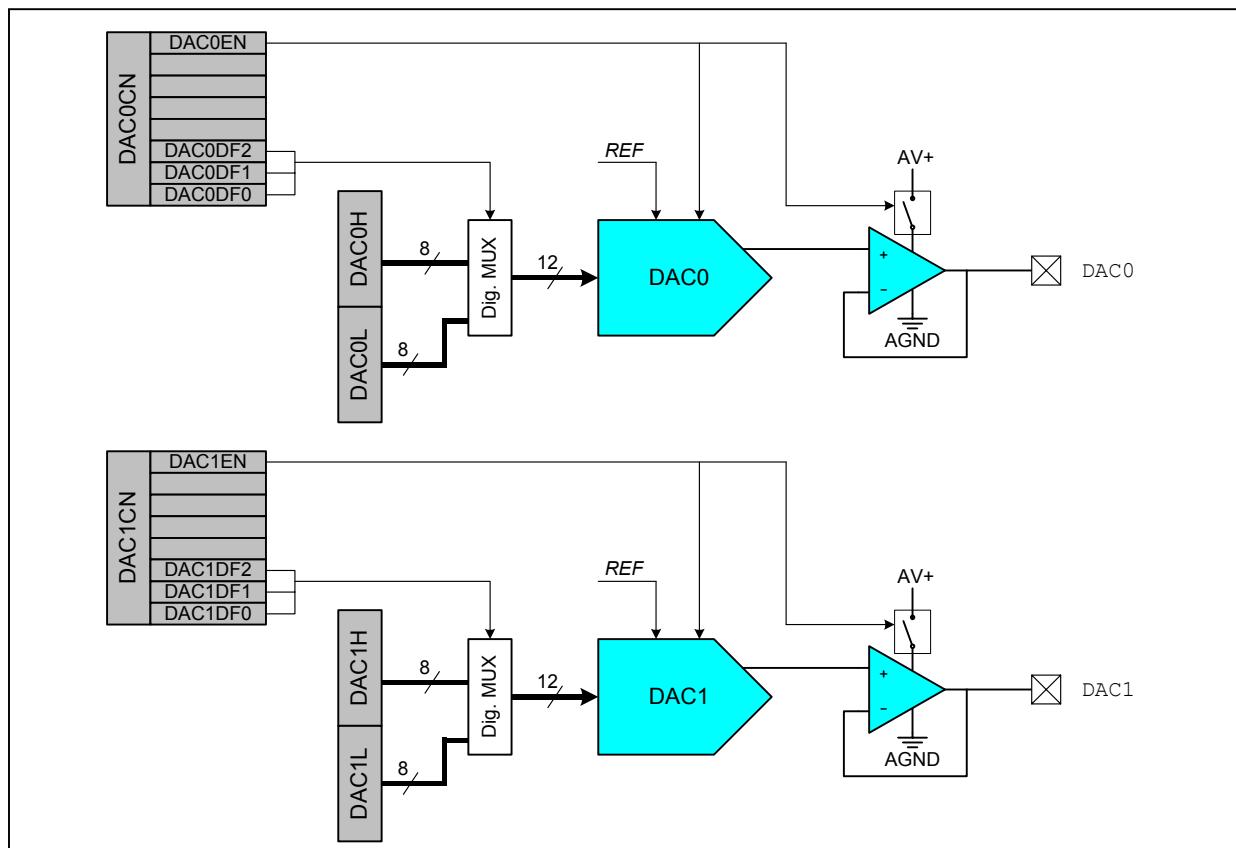 DAC0EN
DAC0CN
DAC0DF2
DAC0DF1
DAC0DF0
REF
AV+
DAC0H
8
Dig. MUX
12
DAC0
+
-
DAC0
AGND
DAC0L
8
DAC1EN
DAC1CN
DAC1DF2
DAC1DF1
DAC1DF0
REF
AV+
DAC1H
8
Dig. MUX
12
DAC1
+
-
DAC1
AGND
DAC1L
8